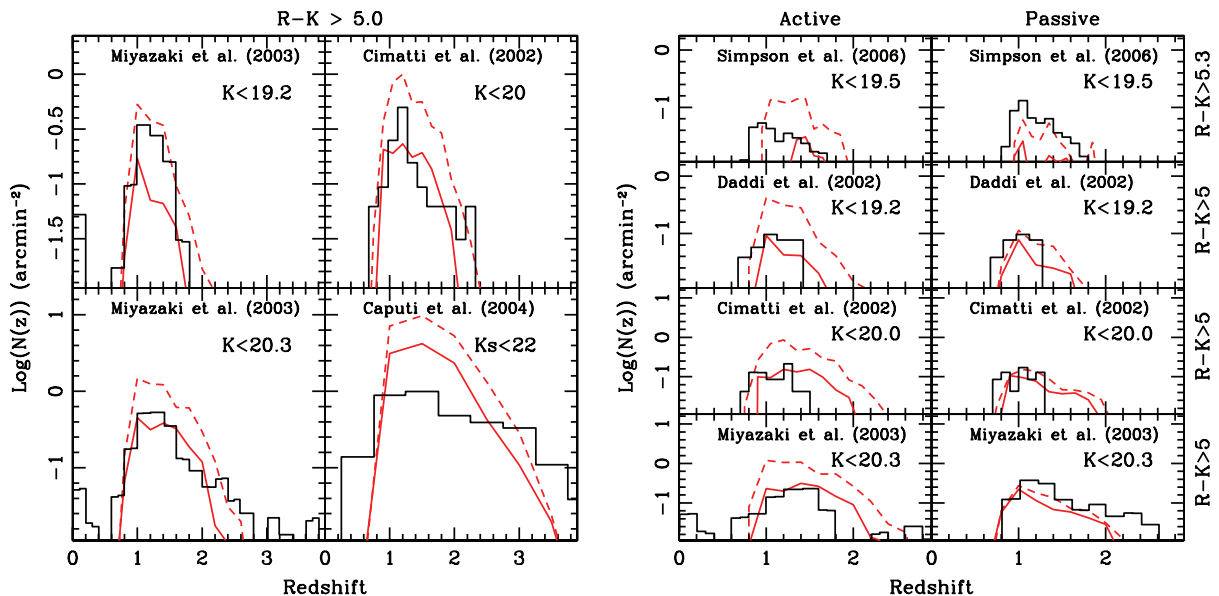 R-K > 5.0
Miyazaki et al. (2003)
K<19.2
Cimatti et al. (2002)
K<20
0
-0.5
-1
-1.5
Log(N(z)) (arcmin⁻²)
Miyazaki et al. (2003)
K<20.3
Caputi et al. (2004)
Ks<22
1
0
-1
0 1 2 3 0 1 2 3
Redshift
Active Passive
Simpson et al. (2006)
K<19.5
Simpson et al. (2006)
K<19.5
R-K>5.3
0
-1
Daddi et al. (2002)
K<19.2
Daddi et al. (2002)
K<19.2
R-K>5
0
-1
Log(N(z)) (arcmin⁻²)
Cimatti et al. (2002)
K<20.0
Cimatti et al. (2002)
K<20.0
R-K>5
1
0
-1
Miyazaki et al. (2003)
K<20.3
Miyazaki et al. (2003)
K<20.3
R-K>5
1
0
-1
0 1 2 0 1 2
Redshift